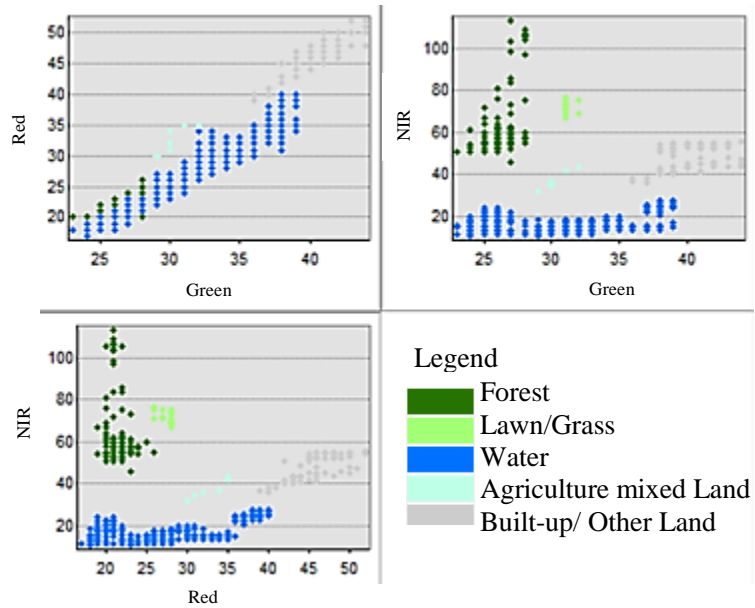 50
45
40
35
30
25
20
Red
25 30 35 40
Green
100
80
60
40
20
NIR
25 30 35 40
Green
100
80
60
40
20
NIR
20 25 30 35 40 45 50
Red
Legend
Forest
Lawn/Grass
Water
Agriculture mixed Land
Built-up/ Other Land